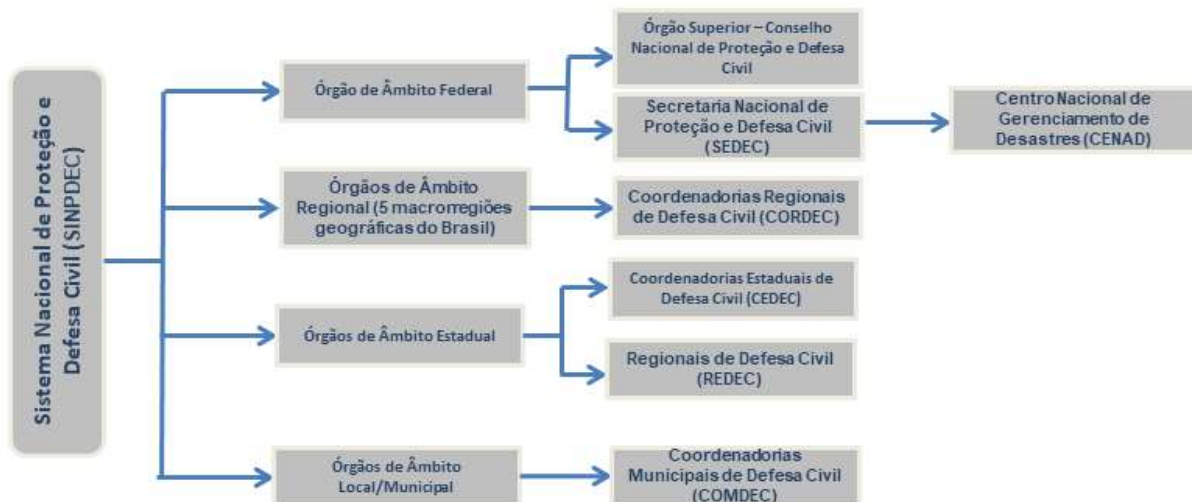 Sistema Nacional de Proteção e
Defesa Civil (SINPDEC)
Órgão de Âmbito Federal
Órgão Superior – Conselho
Nacional de Proteção e Defesa
Civil
Secretaria Nacional de
Proteção e Defesa Civil
(SEDEC)
Centro Nacional de
Gerenciamento de
Desastres (CENAD)
Órgãos de Âmbito
Regional (5 macrorregiões
geográficas do Brasil)
Coordenadorias Regionais
de Defesa Civil (CORDEC)
Órgãos de Âmbito Estadual
Coordenadorias Estaduais de
Defesa Civil (CEDEC)
Regionais de Defesa Civil
(REDEC)
Órgãos de Âmbito
Local/Municipal
Coordenadorias
Municipais de Defesa Civil
(COMDEC)